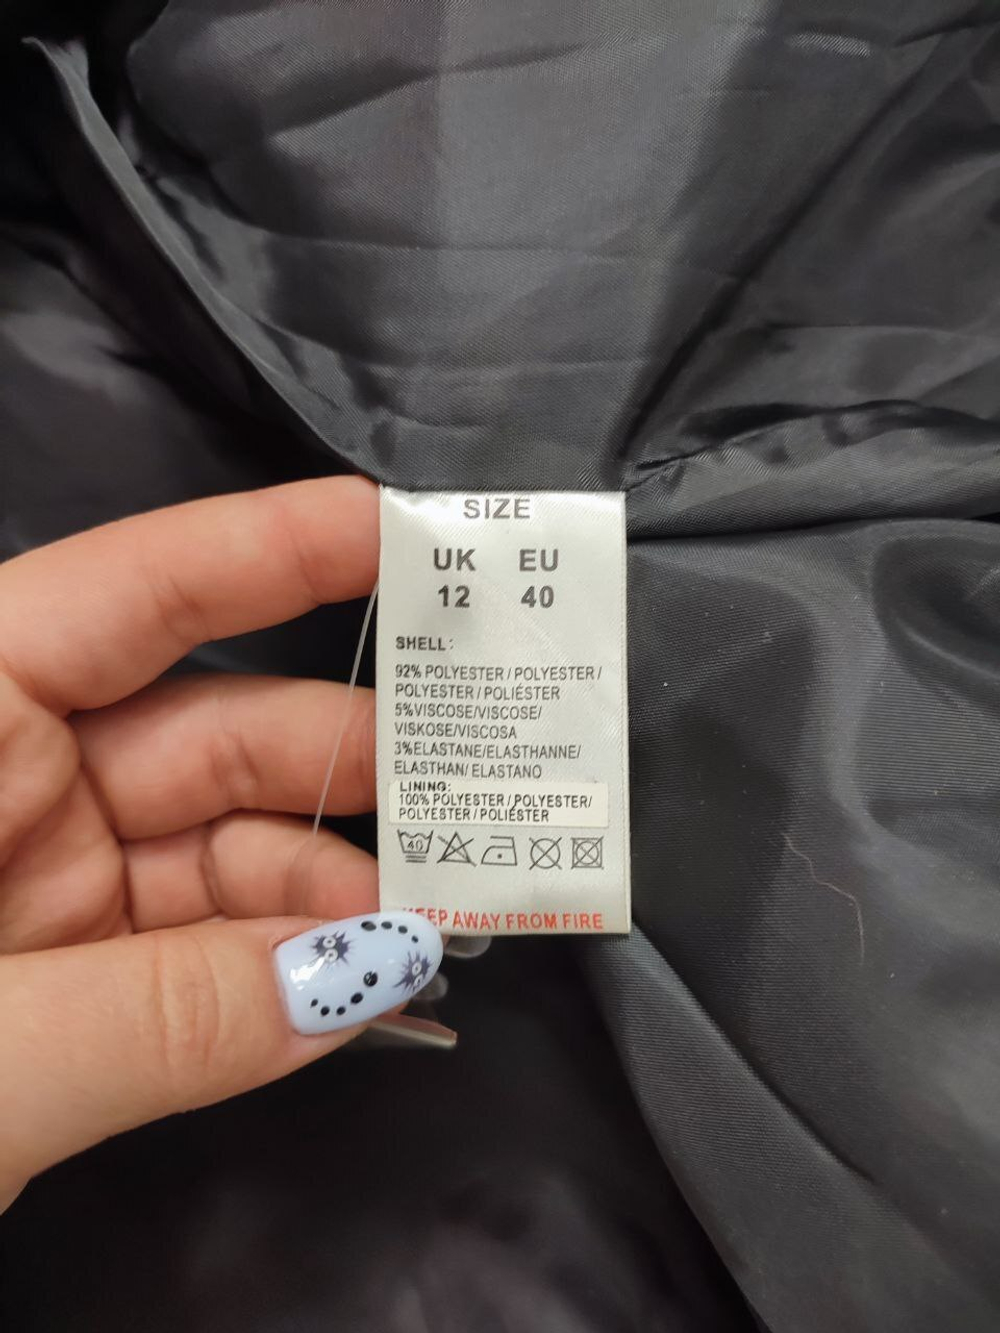 SIZE
UK EU
12 40
SHELL:
92% POLYESTER / POLYESTER /
POLYESTER / POLIÉSTER
5%VISCOSE/VISCOSE/
VISKOSE/VISCOSA
3%ELASTANE/ELASTHANNE/
ELASTHAN/ ELASTANO
LINING:
100% POLYESTER / POLYESTER/
POLYESTER / POLIÉSTER
40
KEEP AWAY FROM FIRE